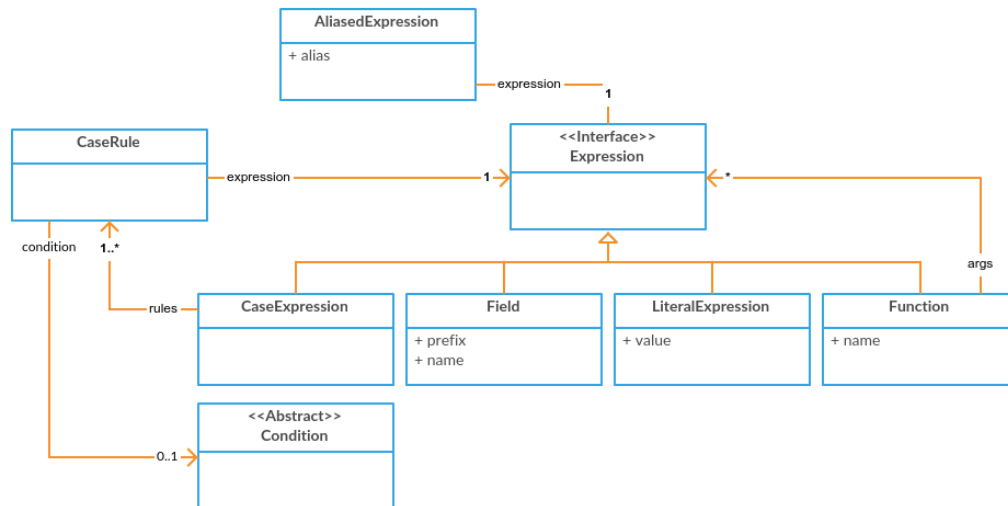 AliasedExpression
+ alias
expression
1
<<Interface>>
Expression
CaseRule
expression
1
*
condition
1..*
args
rules
CaseExpression
Field
+ prefix
+ name
LiteralExpression
+ value
Function
+ name
<<Abstract>>
Condition
0..1